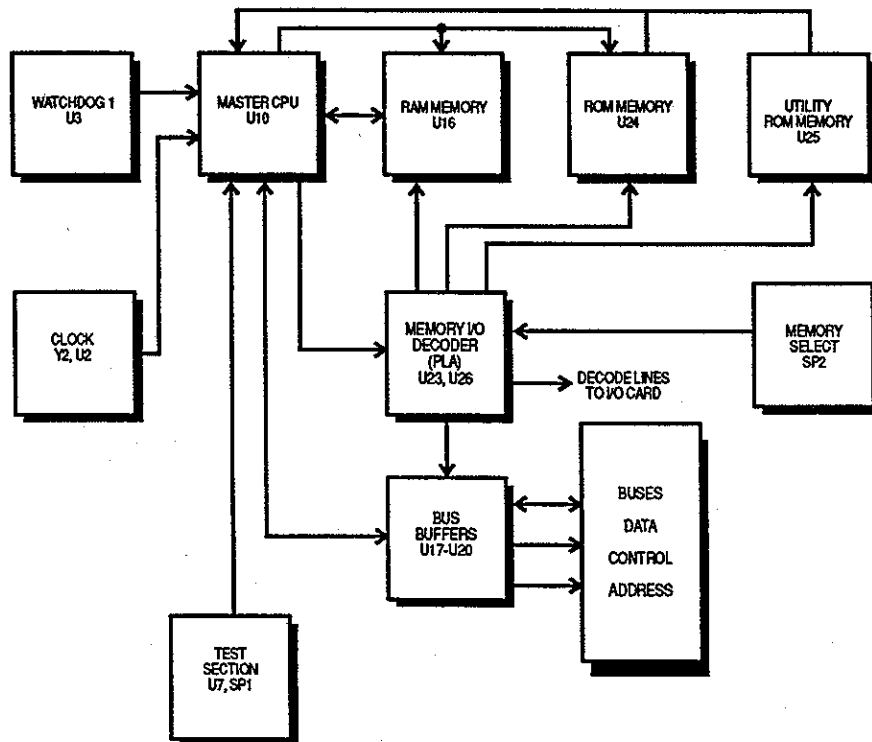 WATCHDOG 1
U3
MASTER CPU
U10
RAM MEMORY
U16
ROM MEMORY
U24
UTILITY
ROM MEMORY
U25
CLOCK
Y2, U2
MEMORY I/O
DECODER
(PLA)
U23, U26
MEMORY
SELECT
SP2
DECODE LINES
TO I/O CARD
BUS
BUFFERS
U17-U20
BUSES
DATA
CONTROL
ADDRESS
TEST
SECTION
U7, SP1